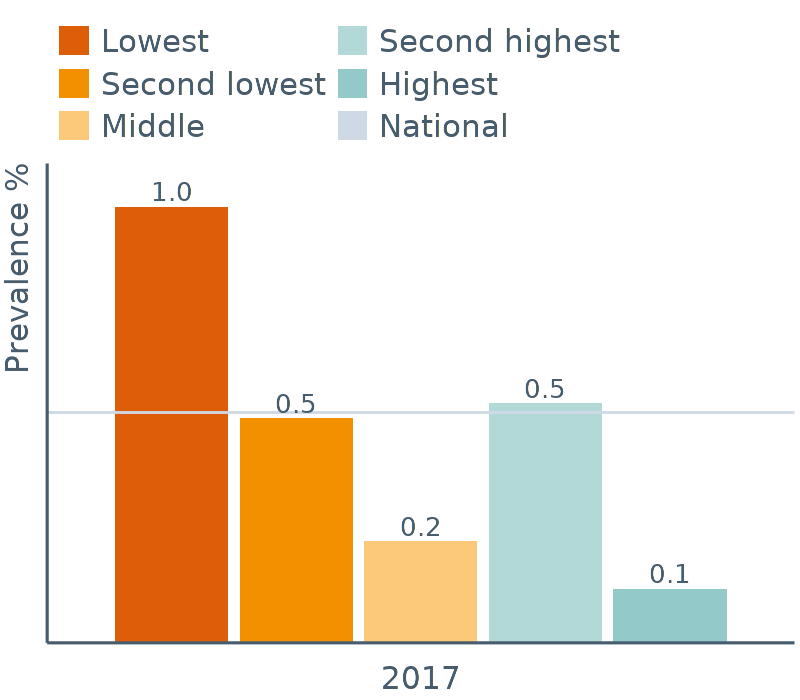 Lowest
Second lowest
Middle
Second highest
Highest
National
Prevalence %
1.0
0.5
0.2
0.5
0.1
2017